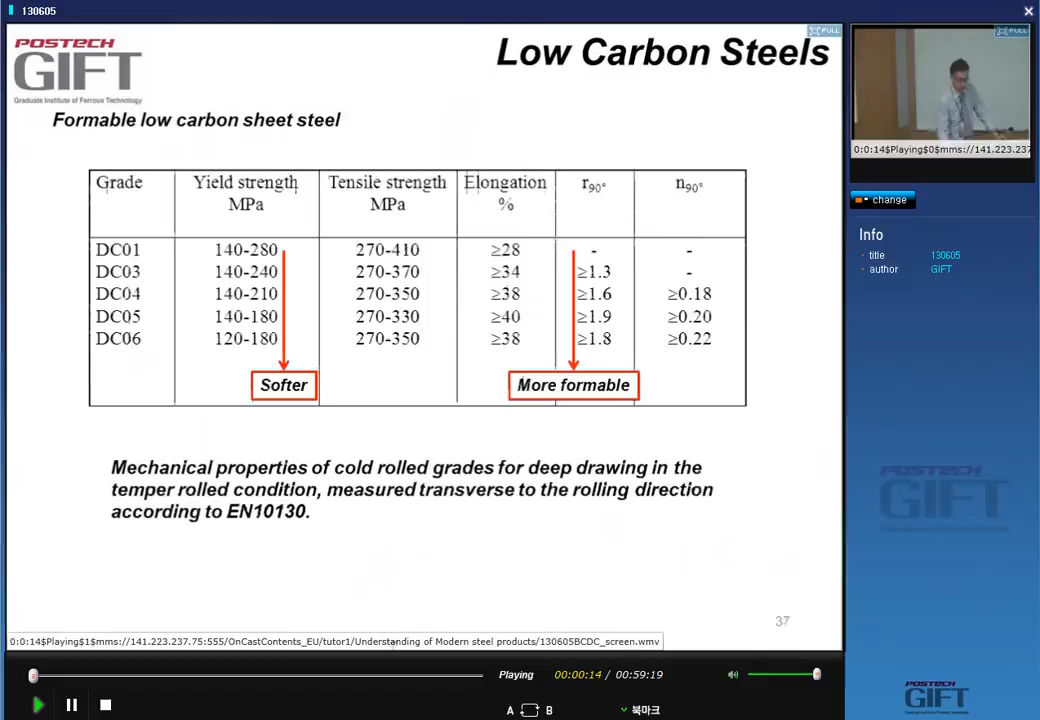 130605
POSTECH
GIFT
Graduate Institute of Ferrous Technology
FULL
Low Carbon Steels
Formable low carbon sheet steel
Grade Yield strength MPa Tensile strength MPa Elongation % r90° n90°
DC01 140-280 270-410 ≥28 - -
DC03 140-240 270-370 ≥34 ≥1.3 -
DC04 140-210 270-350 ≥38 ≥1.6 ≥0.18
DC05 140-180 270-330 ≥40 ≥1.9 ≥0.20
DC06 120-180 270-350 ≥38 ≥1.8 ≥0.22
Softer More formable
Mechanical properties of cold rolled grades for deep drawing in the
temper rolled condition, measured transverse to the rolling direction
according to EN10130.
37
0:0:14$Playing$1$mms://141.223.237.75:555/OnCastContents_EU/tutor1/Understanding of Modern steel products/130605BCDC_screen.wmv
Playing 00:00:14 / 00:59:19
A B 북마크
FULL
0:0:14$Playing$0$mms://141.223.237
change
Info
title 130605
author GIFT
POSTECH
GIFT
POSTECH
GIFT